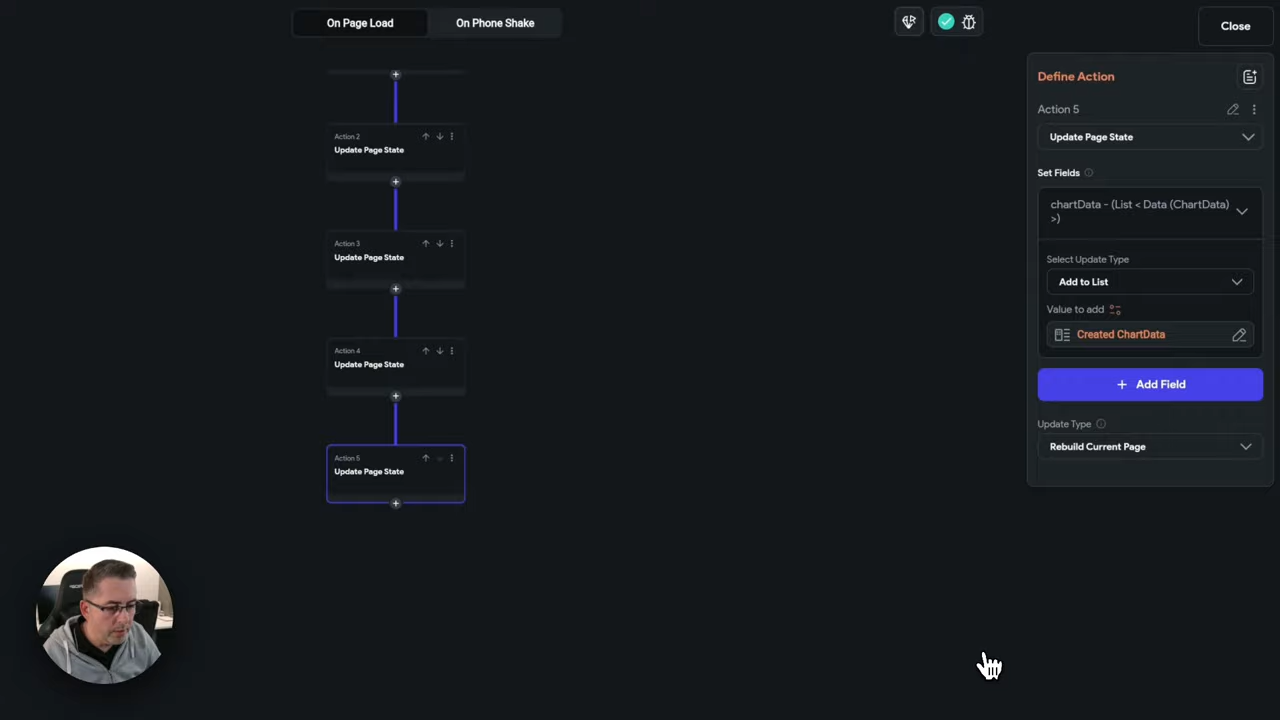 On Page Load
On Phone Shake
Close
Define Action
Action 5
Update Page State
Set Fields
chartData - (List < Data (ChartData)
>)
Select Update Type
Add to List
Value to add
Created ChartData
+ Add Field
Update Type
Rebuild Current Page
Action 2
Update Page State
Action 3
Update Page State
Action 4
Update Page State
Action 5
Update Page State